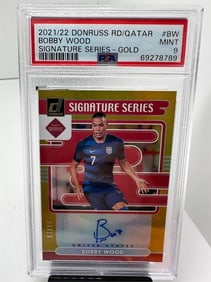 2021/22 DONRUSS RD/QATAR #BW
BOBBY WOOD MINT
SIGNATURE SERIES-GOLD 9
PSA 69278789
SIGNATURE SERIES
7
UNITED STATES
BOBBY WOOD